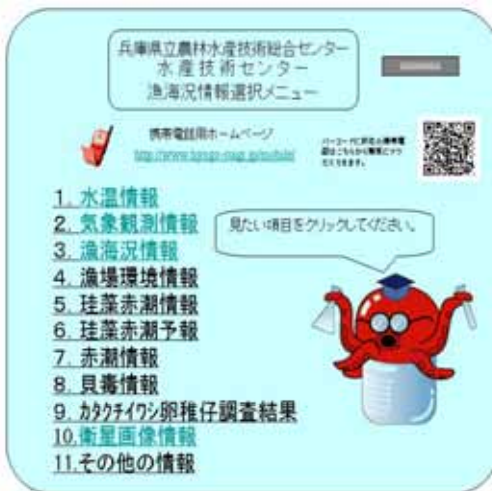 兵庫県立農林水産技術総合センター
水産技術センター
漁海況情報選択メニュー
携帯電話用ホームページ
1. 水温情報
2. 気象観測情報
3. 漁海況情報
4. 漁場環境情報
5. 珪藻赤潮情報
6. 珪藻赤潮予報
7. 赤潮情報
8. 貝毒情報
9. カタクチイワシ卵稚仔調査結果
10.衛星画像情報
11.その他の情報
見たい項目をクリックしてください。